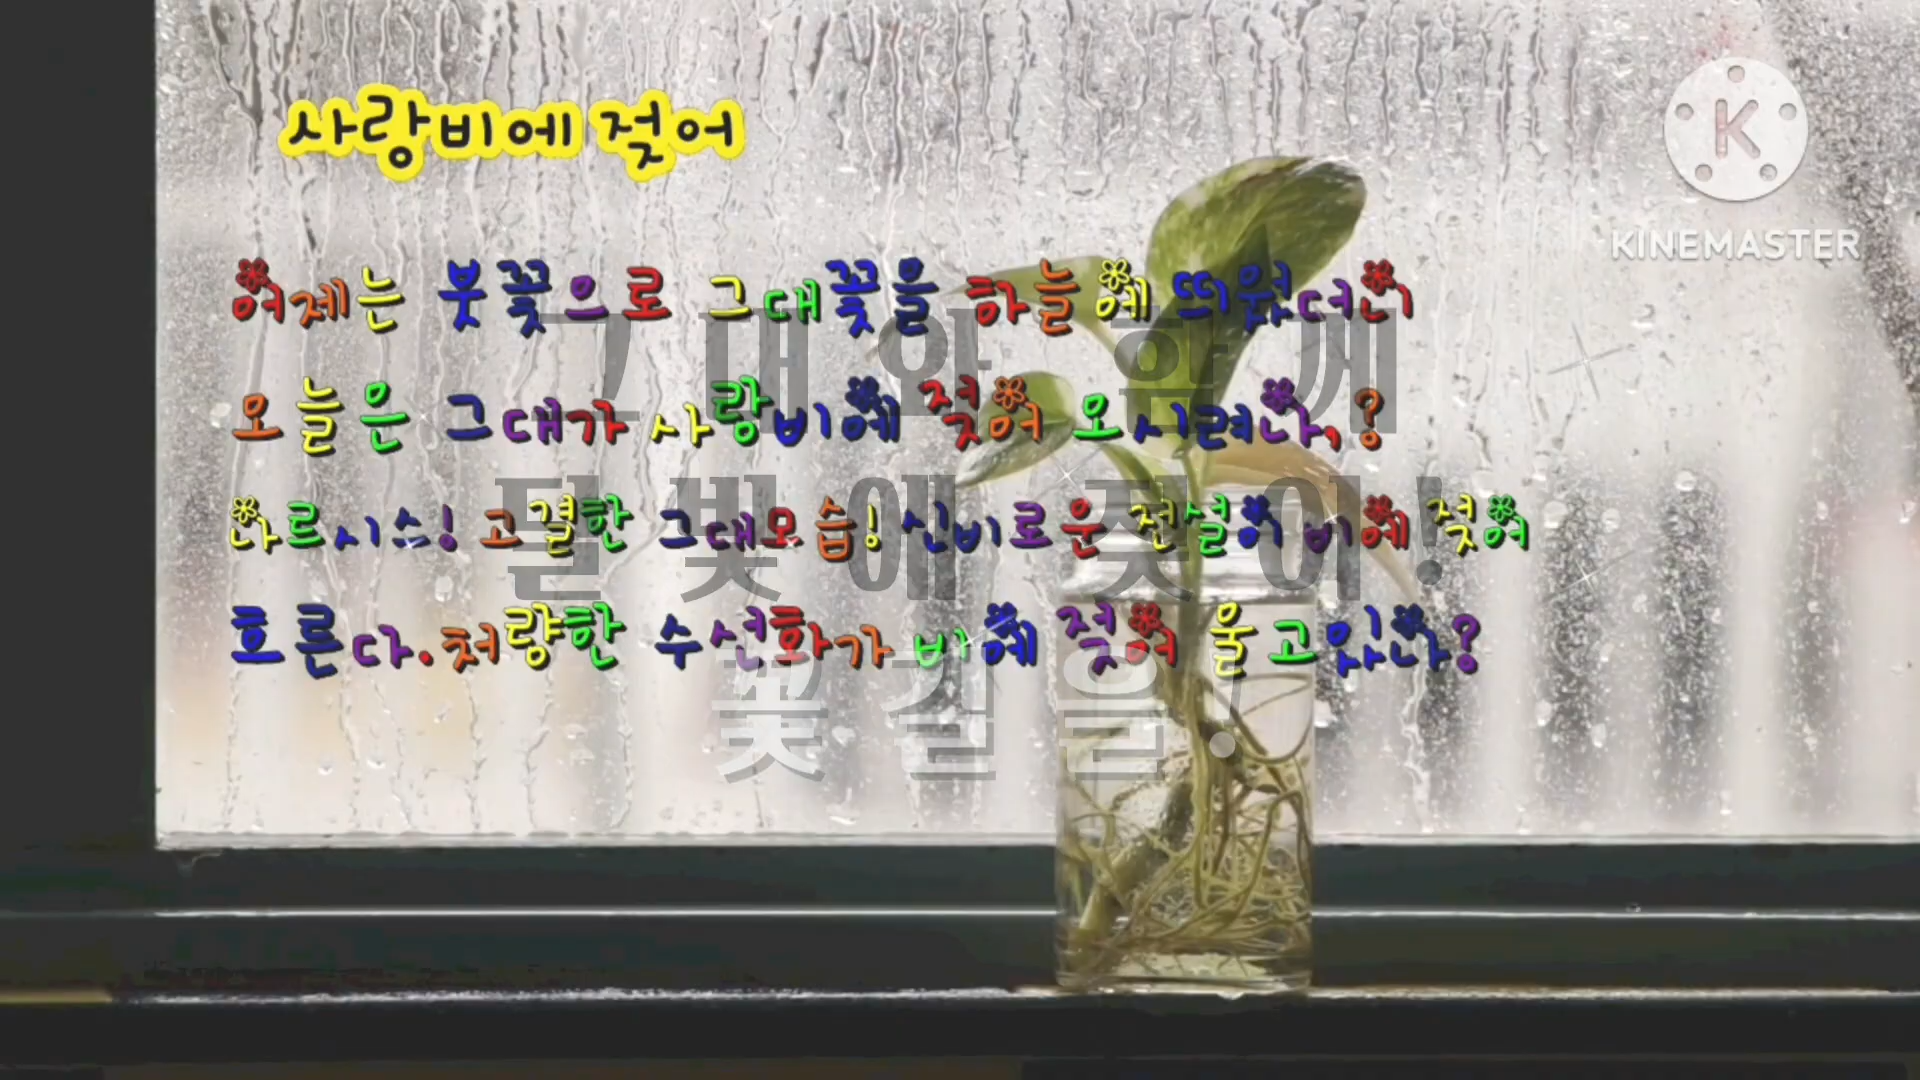 사랑비에 젖어
KINEMASTER
어제는 붓꽃으로 그대꽃을 하늘에 띄웠더니
오늘은 그대가 사랑비에 젖어 오시려나,?
나르시스! 고결한 그대모습! 신비로운 전설이 비에 젖어
흐른다.처량한 수선화가 비에 젖어 울고있나?
그대와 함께
달빛에 젖어!
꽃길을!